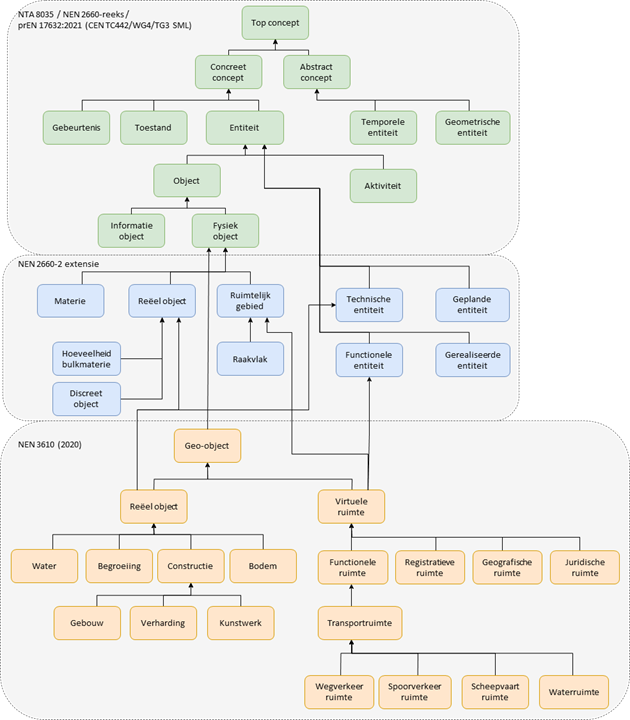 NTA 8035 / NEN 2660-reeks /
prEN 17632:2021 (CEN TC442/WG4/TG3 SML)
Top concept
Concreet
concept
Abstract
concept
Gebeurtenis
Toestand
Entiteit
Temporele
entiteit
Geometrische
entiteit
Object
Aktiviteit
Informatie
object
Fysiek
object
NEN 2660-2 extensie
Materie
Reëel object
Ruimtelijk
gebied
Technische
entiteit
Geplande
entiteit
Hoeveelheid
bulkmaterie
Raakvlak
Functionele
entiteit
Gerealiseerde
entiteit
Discreet
object
NEN 3610 (2020)
Geo-object
Reëel object
Virtuele
ruimte
Water
Begroeiing
Constructie
Bodem
Functionele
ruimte
Registratieve
ruimte
Geografische
ruimte
Juridische
ruimte
Gebouw
Verharding
Kunstwerk
Transportruimte
Wegverkeer
ruimte
Spoorverkeer
ruimte
Scheepvaart
ruimte
Waterruimte